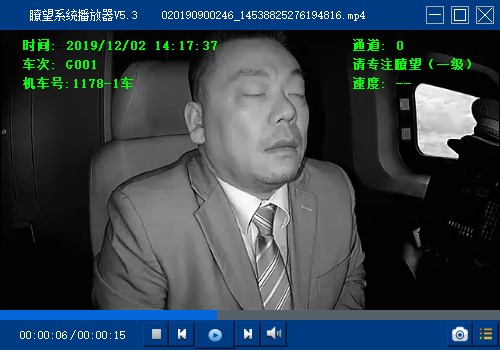 瞭望系统播放器V5.3 020190900246_14538825276194816.mp4
时间: 2019/12/02 14:17:37 通道: 0
车次: G001 请专注瞭望 (一级)
机车号:1178-1车 速度: --
00:00:06/00:00:15